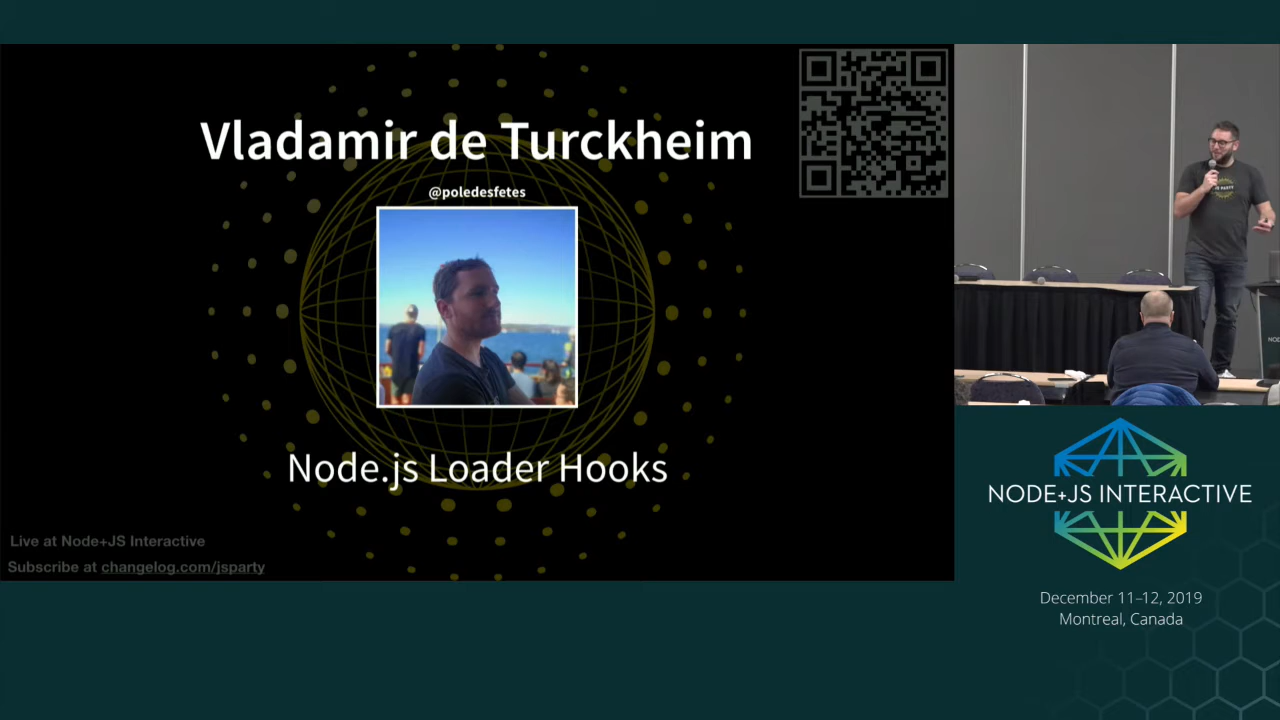 Vladamir de Turckheim
@poledesfetes
Node.js Loader Hooks
Live at Node+JS Interactive
Subscribe at changelog.com/jsparty
NODE+JS INTERACTIVE
December 11–12, 2019
Montreal, Canada